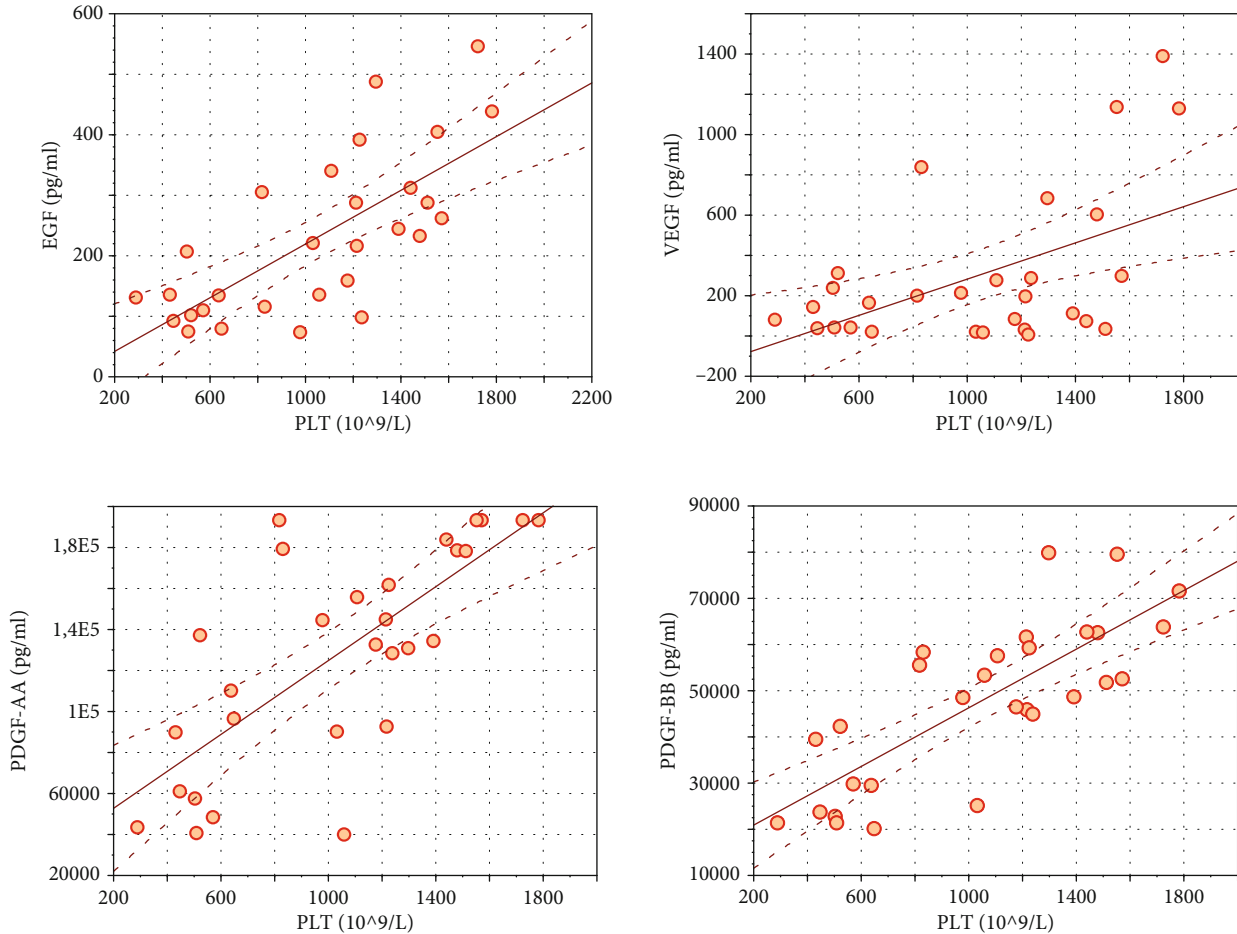 600
400
200
0
EGF (pg/ml)
200 600 1000 1400 1800 2200
PLT (10^9/L)
1400
1000
600
200
−200
VEGF (pg/ml)
200 600 1000 1400 1800
PLT (10^9/L)
1,8E5
1,4E5
1E5
60000
20000
PDGF-AA (pg/ml)
200 600 1000 1400 1800
PLT (10^9/L)
90000
70000
50000
30000
10000
PDGF-BB (pg/ml)
200 600 1000 1400 1800
PLT (10^9/L)